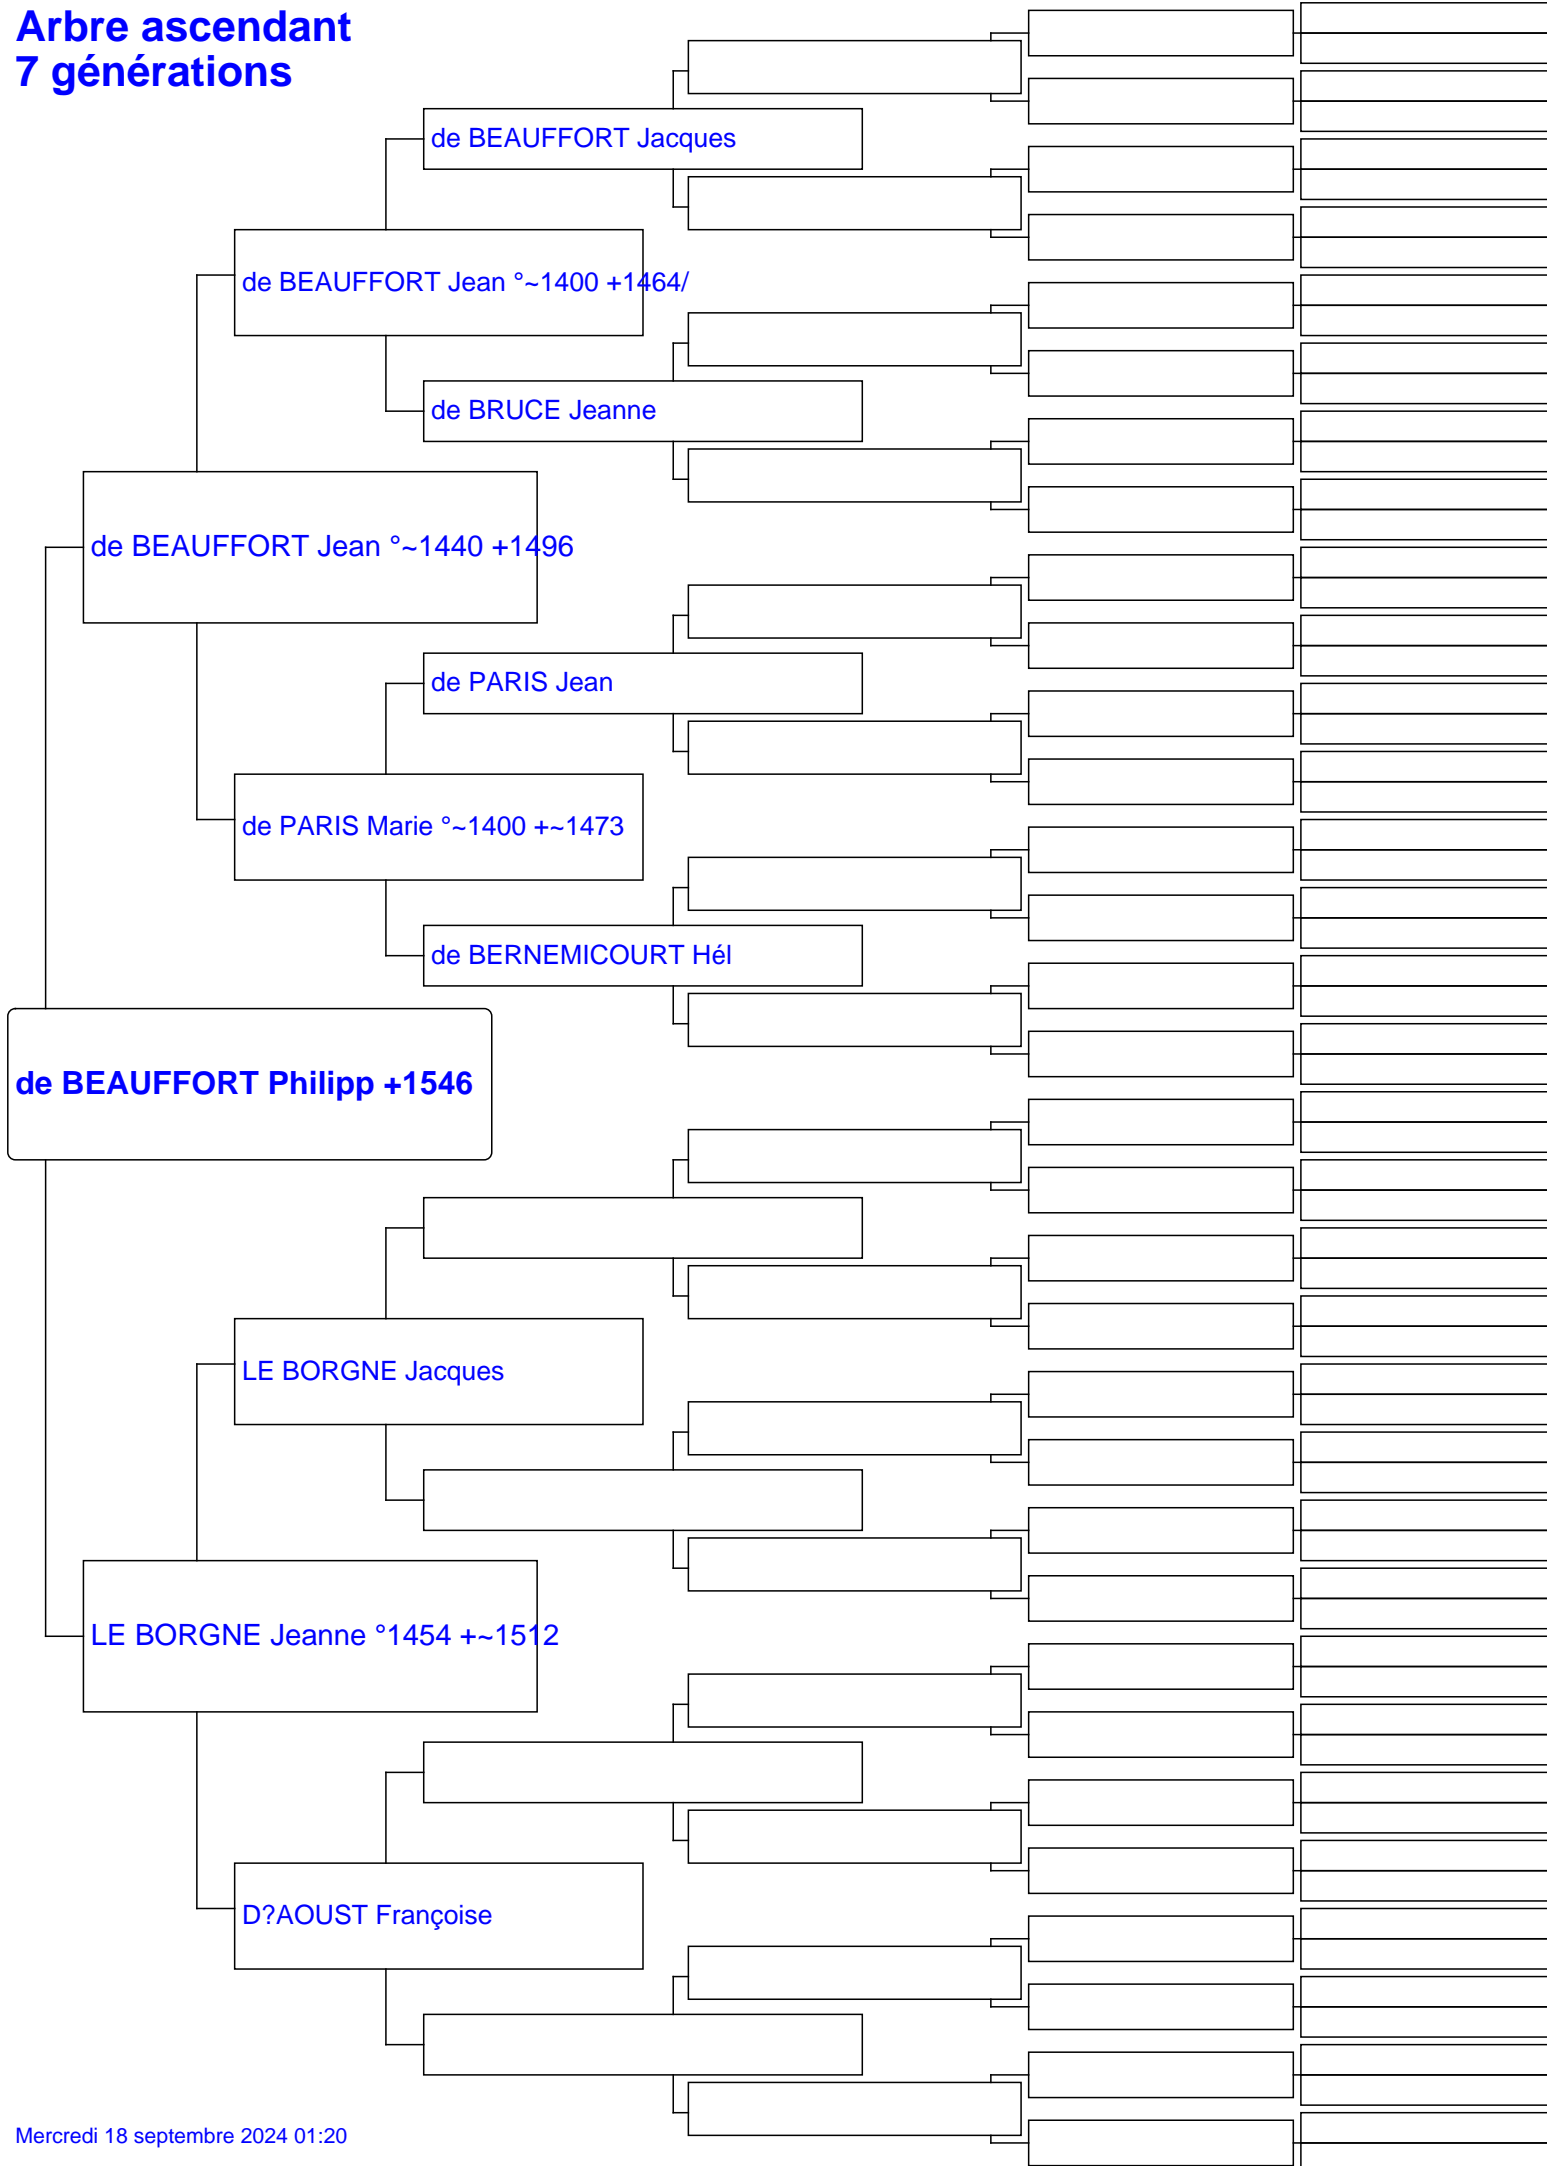 Arbre ascendant
7 générations
de BEAUFFORT Jacques
de BEAUFFORT Jean °~1400 +1464/
de BRUCE Jeanne
de BEAUFFORT Jean °~1440 +1496
de PARIS Jean
de PARIS Marie °~1400 +~1473
de BERNEMICOURT Hél
de BEAUFFORT Philipp +1546
LE BORGNE Jacques
LE BORGNE Jeanne °1454 +~1512
D?AOUST Françoise
Mercredi 18 septembre 2024 01:20